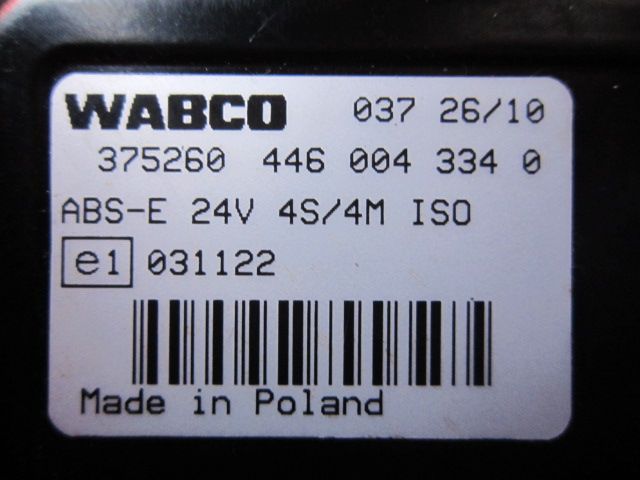 WABCO 037 26/10
375260 446 004 334 0
ABS-E 24V 4S/4M ISO
e1 031122
Made in Poland